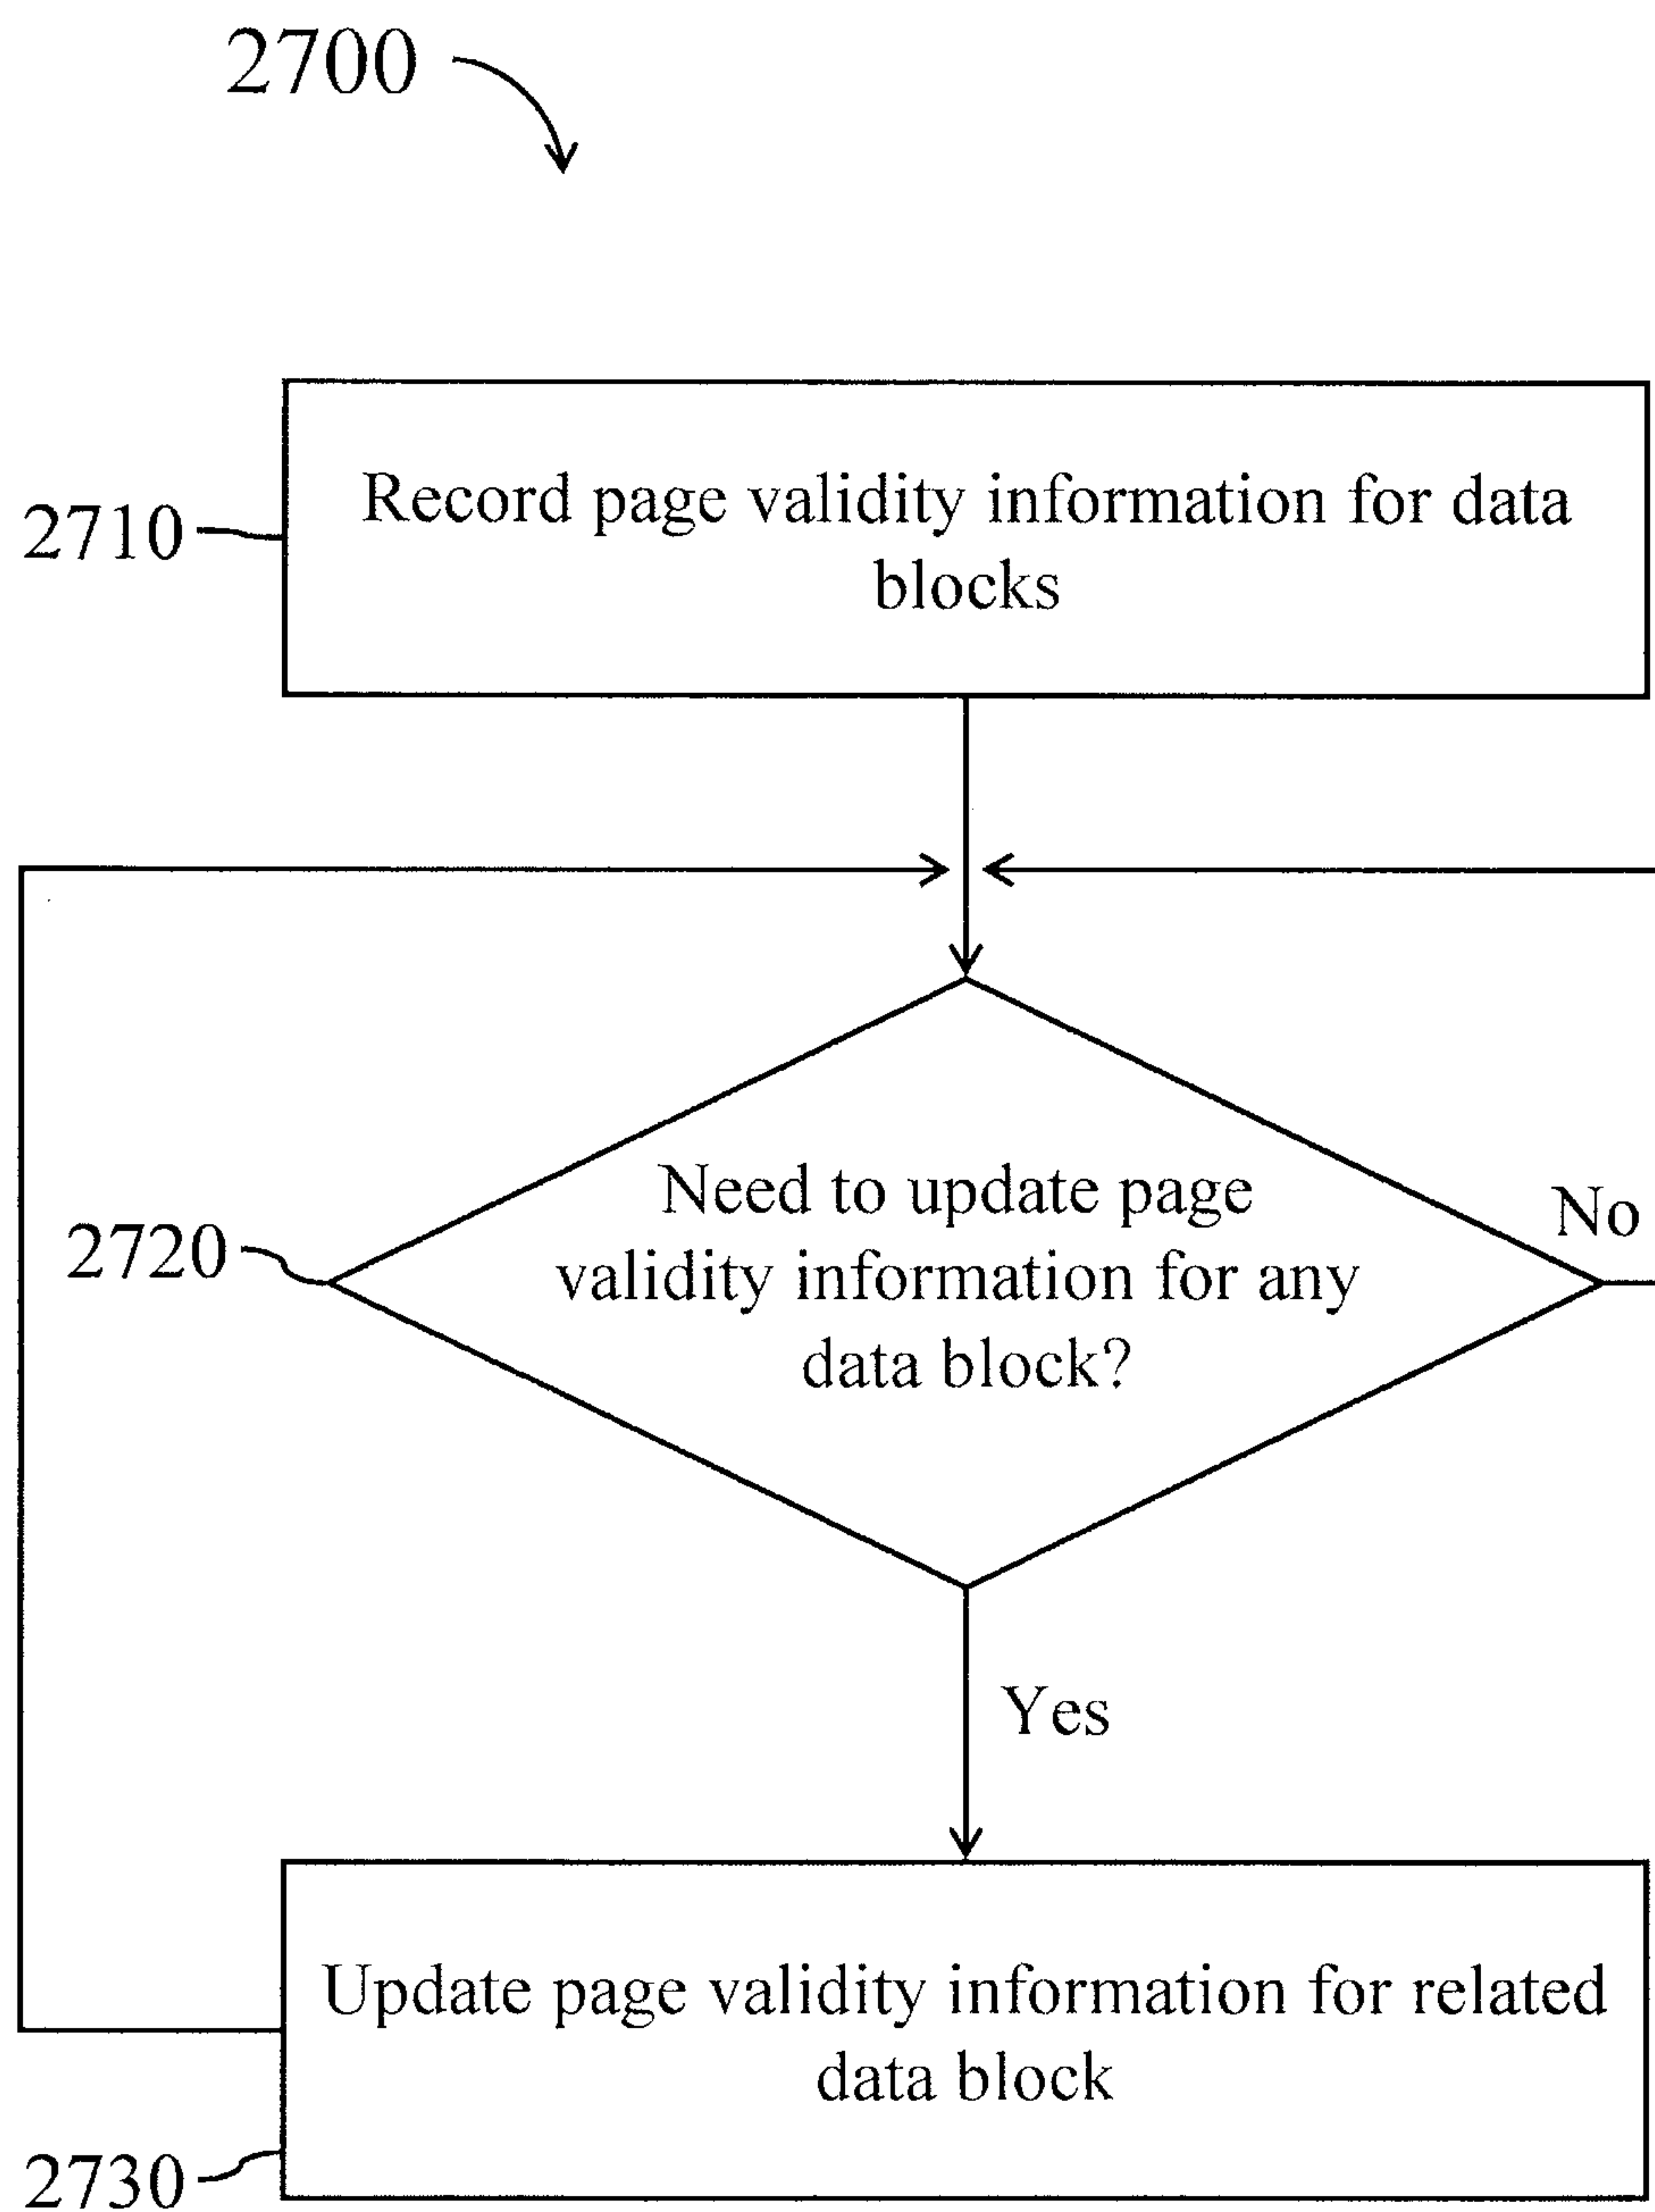 2700
2710
Record page validity information for data
blocks
2720
Need to update page
validity information for any
data block?
No
Yes
Update page validity information for related
data block
2730